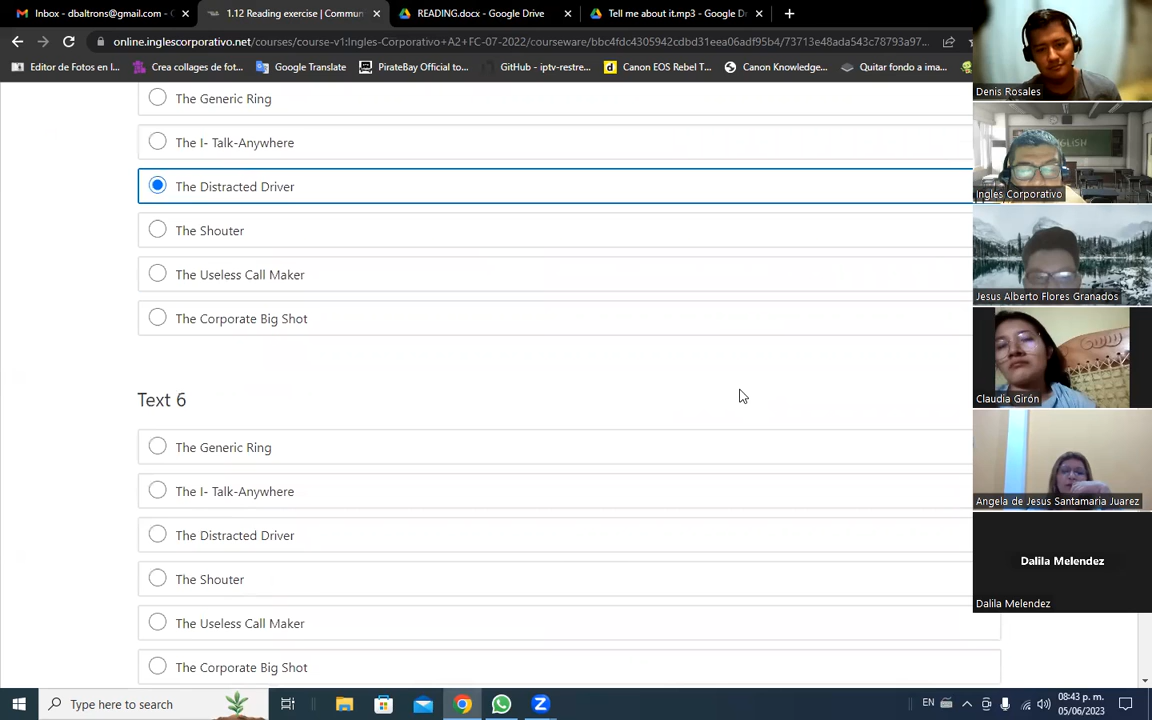 Inbox - dbaltrons@gmail.com -
1.12 Reading exercise | Commun
READING.docx - Google Drive
Tell me about it.mp3 - Google D
online.inglescorporativo.net/courses/course-v1:Ingles-Corporativo+A2+FC-07-2022/courseware/bbc4fdc4305942cdbd31eea06adf95b4/73713e48ada543c78793a97...
Editor de Fotos en l...
Crea collages de fot...
Google Translate
PirateBay Official to...
GitHub - iptv-restre...
Canon EOS Rebel T...
Canon Knowledge...
Quitar fondo a ima...
The Generic Ring
The I- Talk-Anywhere
The Distracted Driver
The Shouter
The Useless Call Maker
The Corporate Big Shot
Text 6
The Generic Ring
The I- Talk-Anywhere
The Distracted Driver
The Shouter
The Useless Call Maker
The Corporate Big Shot
Denis Rosales
ENGLISH
Ingles Corporativo
Jesus Alberto Flores Granados
Claudia Girón
Angela de Jesus Santamaria Juarez
Dalila Melendez
Dalila Melendez
Type here to search
EN
08:43 p. m.
05/06/2023